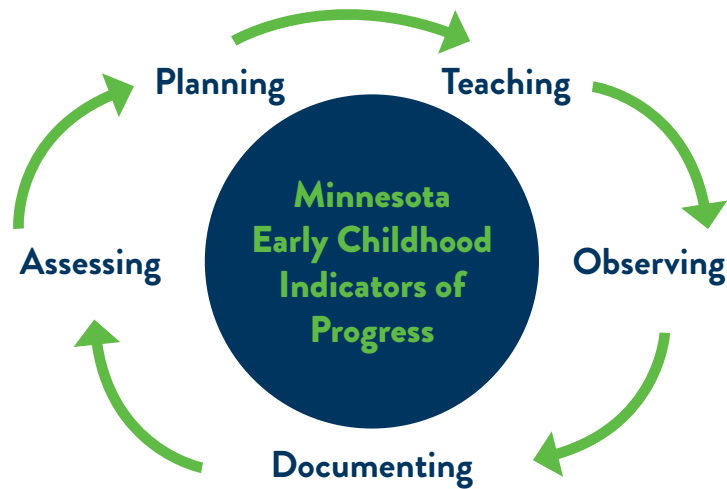 Planning
Teaching
Minnesota
Early Childhood
Indicators of
Progress
Assessing
Observing
Documenting